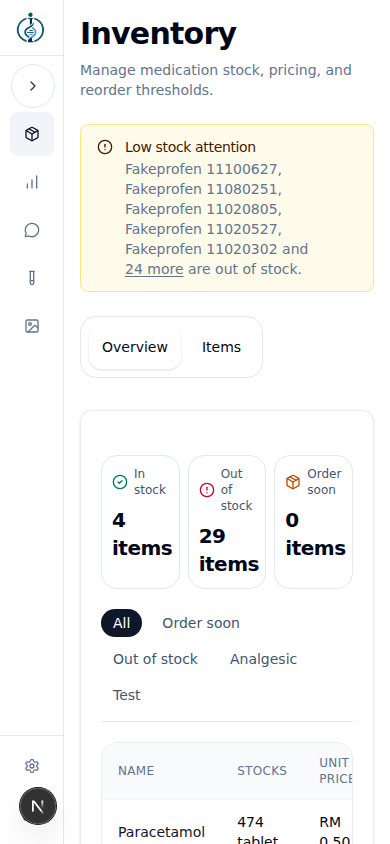 Inventory
Manage medication stock, pricing, and
reorder thresholds.
Low stock attention
Fakeprofen 11100627,
Fakeprofen 11080251,
Fakeprofen 11020805,
Fakeprofen 11020527,
Fakeprofen 11020302 and
24 more are out of stock.
Overview Items
In
stock
4
items
Out
of
stock
29
items
Order
soon
0
items
All Order soon
Out of stock Analgesic
Test
NAME STOCKS UNIT
PRICE
Paracetamol 474
tablet RM
0.50
N